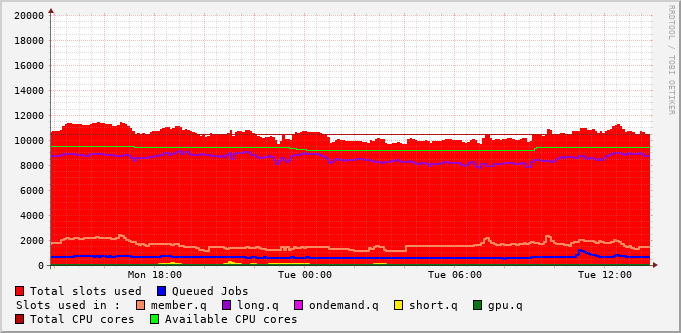 20000
18000
16000
14000
12000
10000
8000
6000
4000
2000
0
Mon 18:00 Tue 00:00 Tue 06:00 Tue 12:00
Total slots used Queued Jobs
Slots used in : member.q long.q ondemand.q short.q gpu.q
Total CPU cores Available CPU cores
RRDTOOL / TOBI OETIKER